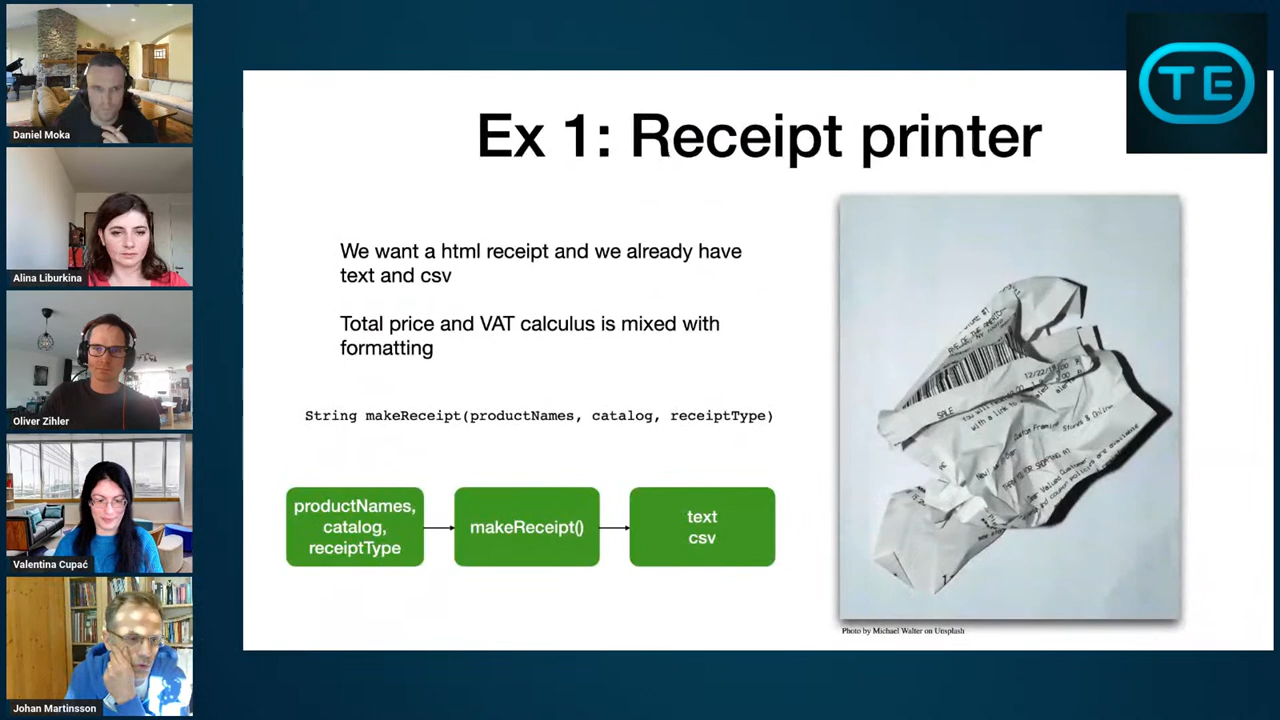 Daniel Moka
Alina Liburkina
Oliver Zihler
Valentina Cupać
Johan Martinsson
TE
Ex 1: Receipt printer
We want a html receipt and we already have
text and csv
Total price and VAT calculus is mixed with
formatting
String makeReceipt(productNames, catalog, receiptType)
productNames,
catalog,
receiptType
makeReceipt()
text
csv
SALE
Photo by Michael Walter on Unsplash